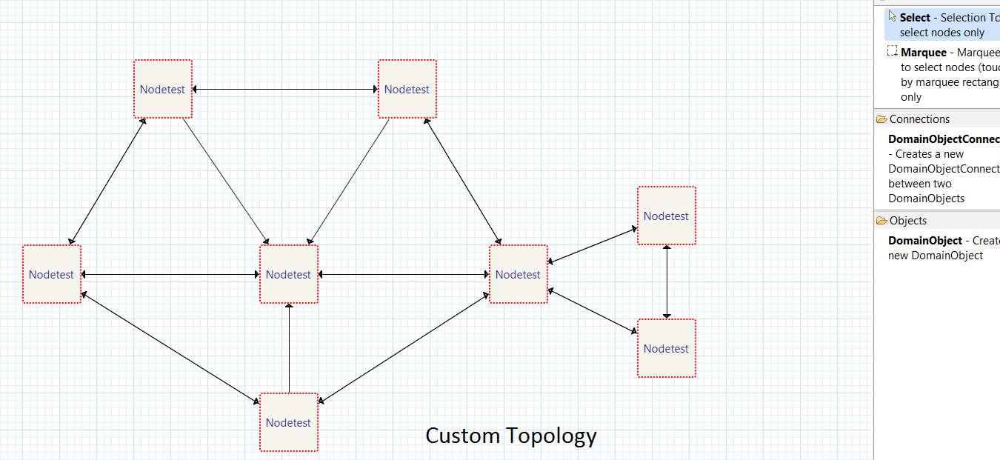 Nodetest
Nodetest
Nodetest
Nodetest
Nodetest
Nodetest
Nodetest
Nodetest
Custom Topology
Select - Selection To
select nodes only
Marquee - Marquee
to select nodes (touc
by marquee rectang
only
Connections
DomainObjectConnec
- Creates a new
DomainObjectConnect
between two
DomainObjects
Objects
DomainObject - Create
new DomainObject